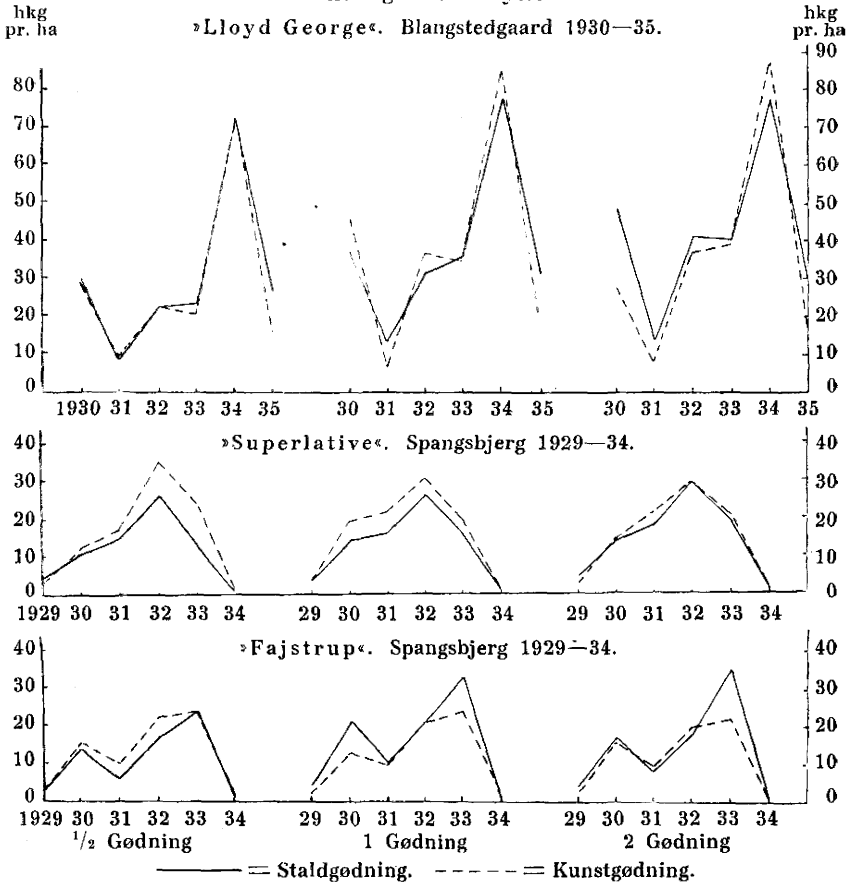 hkg hkg
pr. ha »Lloyd George«. Blangstedgaard 1930—35. pr. ha
90
80 80
70 70
60 60
50 50
40 40
30 30
20 20
10 10
0 0
1930 31 32 33 34 35 30 31 32 33 34 35 30 31 32 33 34 35
»Superlative«. Spangsbjerg 1929—34.
40 40
30 30
20 20
10 10
0 0
1929 30 31 32 33 34 29 30 31 32 33 34 29 30 31 32 33 34
»Fajstrup«. Spangsbjerg 1929—34.
40 40
30 30
20 20
10 10
0 0
1929 30 31 32 33 34 29 30 31 32 33 34 29 30 31 32 33 34
1/2 Gødning 1 Gødning 2 Gødning
= Staldgødning. = Kunstgødning.